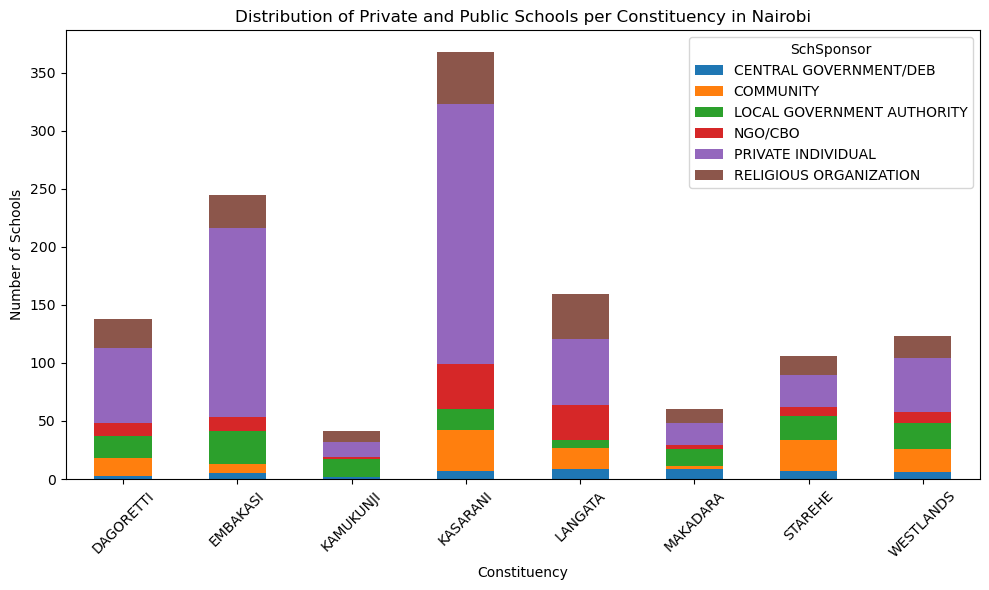 Distribution of Private and Public Schools per Constituency in Nairobi
SchSponsor
CENTRAL GOVERNMENT/DEB
COMMUNITY
LOCAL GOVERNMENT AUTHORITY
NGO/CBO
PRIVATE INDIVIDUAL
RELIGIOUS ORGANIZATION
Number of Schools
350
300
250
200
150
100
50
0
DAGORETTI
EMBAKASI
KAMUKUNJI
KASARANI
LANGATA
MAKADARA
STAREHE
WESTLANDS
Constituency